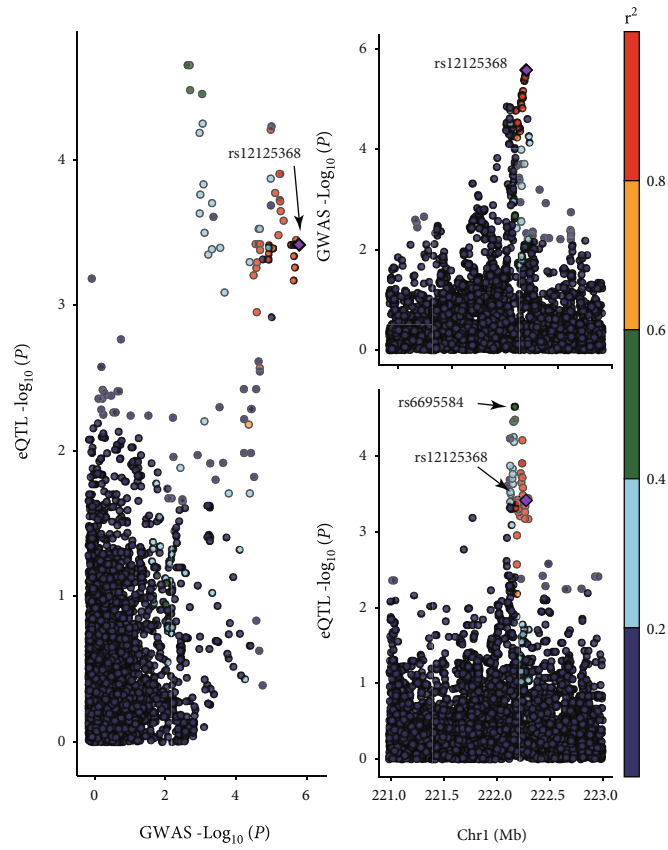 r²
6
rs12125368
4
GWAS -Log₁₀ (P)
2
0
rs12125368
4
3
eQTL -log₁₀ (P)
2
1
0
0 2 4 6
GWAS -Log₁₀ (P)
rs6695584
4
rs12125368
3
eQTL -log₁₀ (P)
2
1
0
221.0 221.5 222.0 222.5 223.0
Chr1 (Mb)
0.8
0.6
0.4
0.2